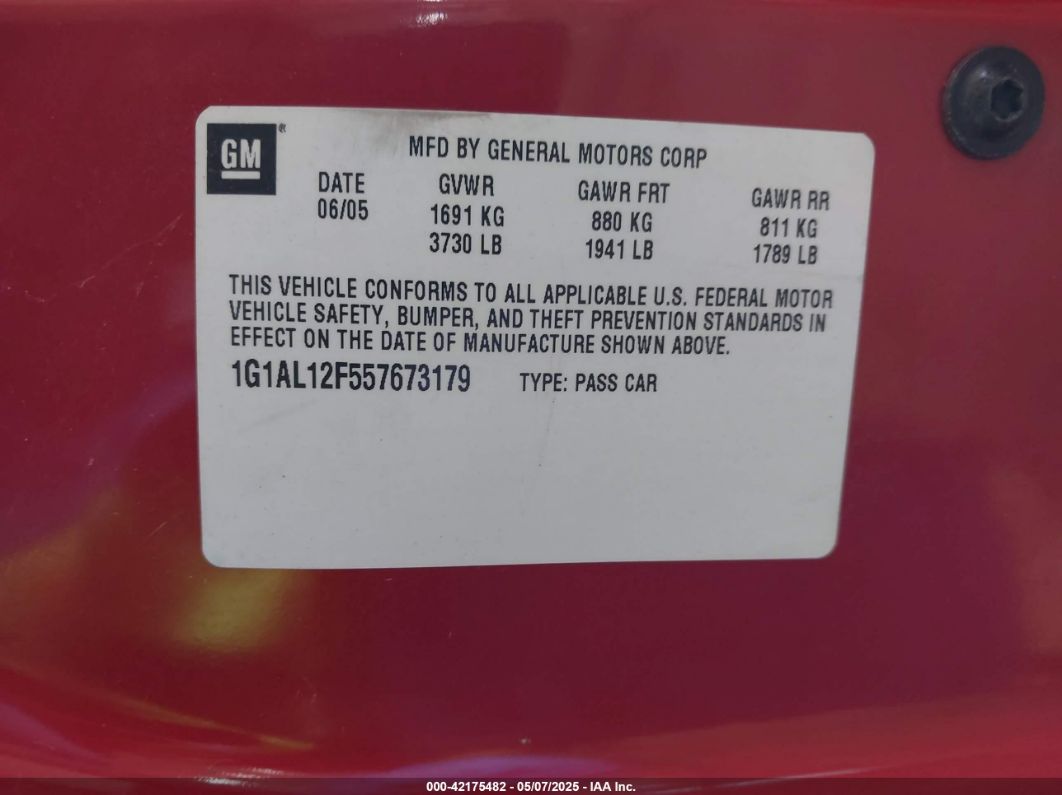 GM®
MFD BY GENERAL MOTORS CORP
DATE GVWR GAWR FRT GAWR RR
06/05 1691 KG 880 KG 811 KG
3730 LB 1941 LB 1789 LB
THIS VEHICLE CONFORMS TO ALL APPLICABLE U.S. FEDERAL MOTOR
VEHICLE SAFETY, BUMPER, AND THEFT PREVENTION STANDARDS IN
EFFECT ON THE DATE OF MANUFACTURE SHOWN ABOVE.
1G1AL12F557673179 TYPE: PASS CAR
000-42175482 - 05/07/2025 - IAA Inc.